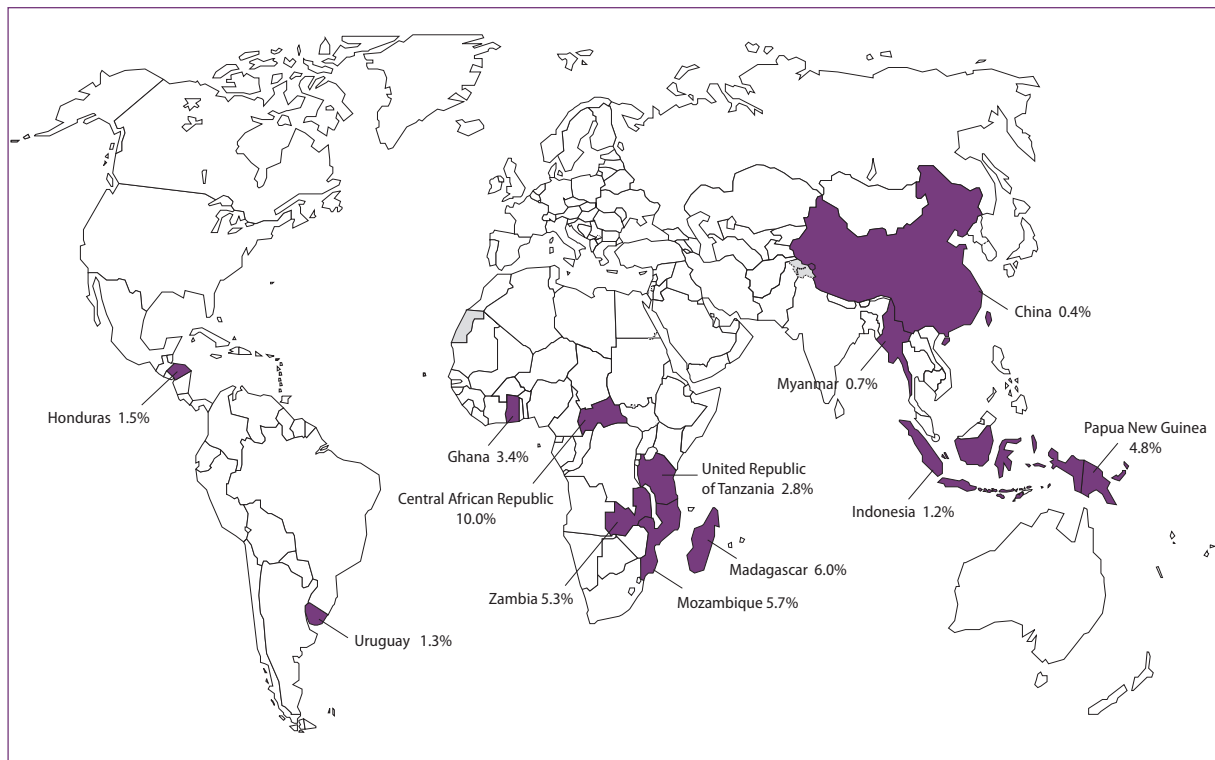 China 0.4%
Myanmar 0.7%
Honduras 1.5%
Papua New Guinea
4.8%
Ghana 3.4%
United Republic
of Tanzania 2.8%
Central African Republic
10.0%
Indonesia 1.2%
Madagascar 6.0%
Zambia 5.3%
Mozambique 5.7%
Uruguay 1.3%